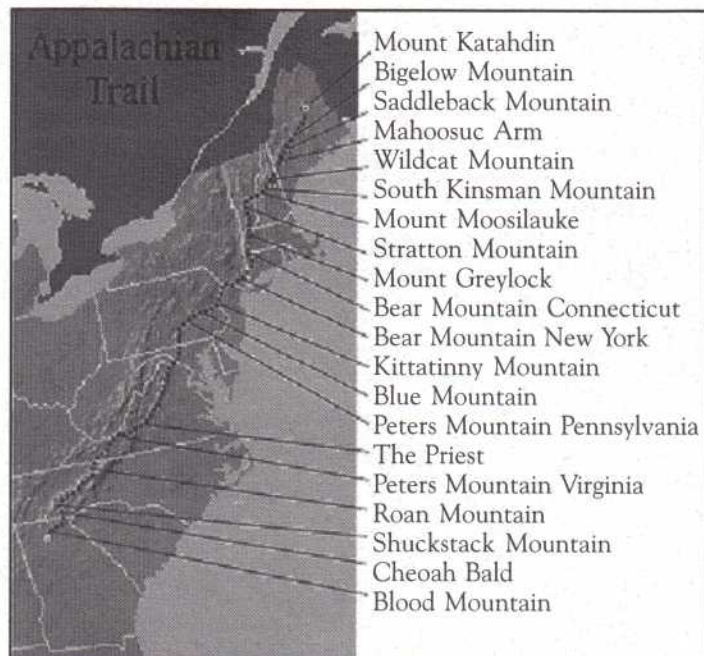 Appalachian
Trail
Mount Katahdin
Bigelow Mountain
Saddleback Mountain
Mahoosuc Arm
Wildcat Mountain
South Kinsman Mountain
Mount Moosilauke
Stratton Mountain
Mount Greylock
Bear Mountain Connecticut
Bear Mountain New York
Kittatinny Mountain
Blue Mountain
Peters Mountain Pennsylvania
The Priest
Peters Mountain Virginia
Roan Mountain
Shuckstack Mountain
Cheoah Bald
Blood Mountain